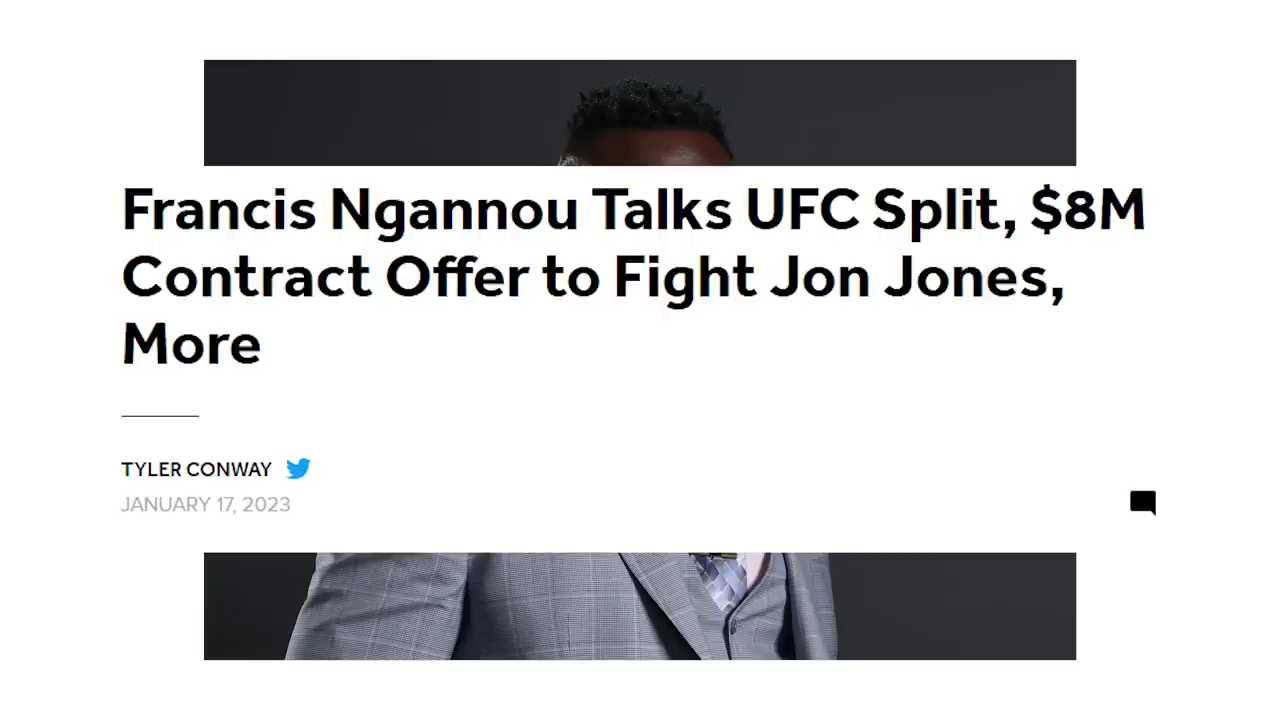 Francis Ngannou Talks UFC Split, $8M
Contract Offer to Fight Jon Jones,
More
TYLER CONWAY
JANUARY 17, 2023